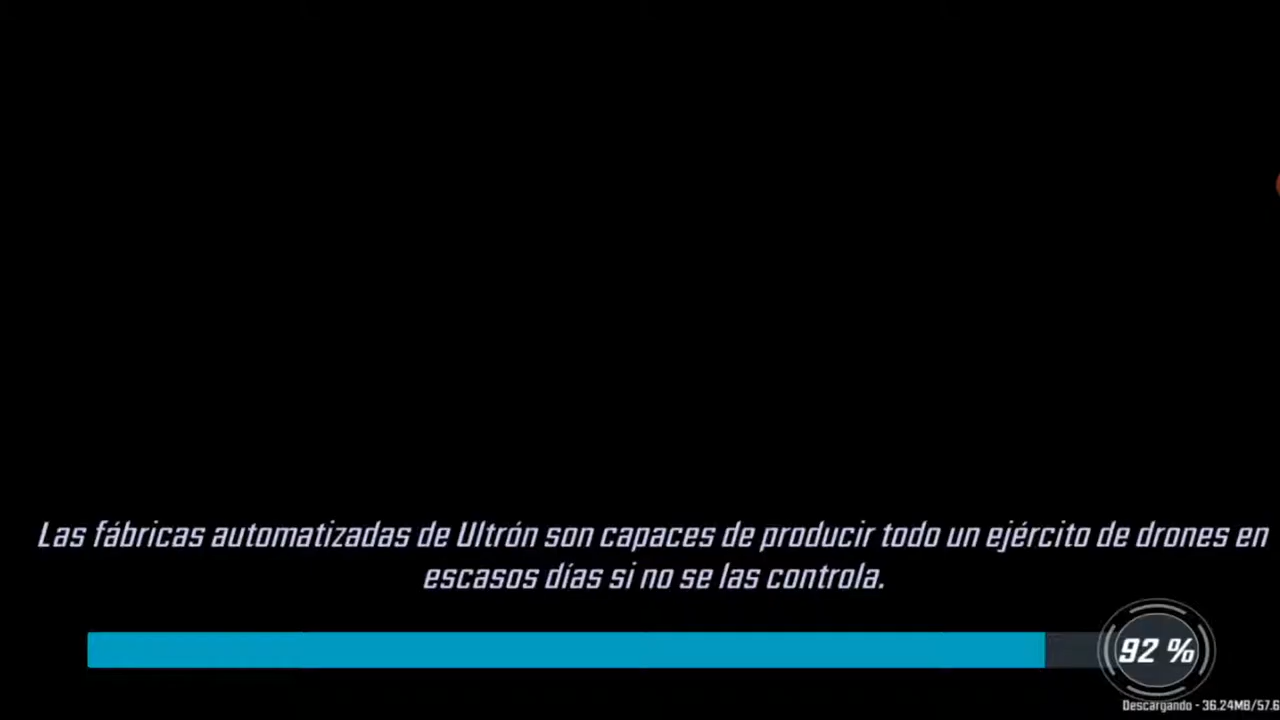 Las fábricas automatizadas de Ultrón son capaces de producir todo un ejército de drones en
escasos días si no se las controla.
92 %
Descargando - 36.24MB/57.6